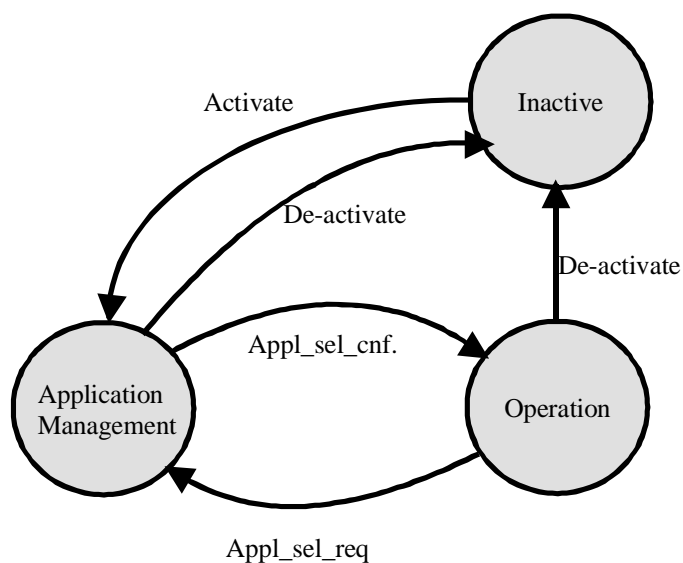 Activate
Inactive
De-activate
De-activate
Appl_sel_cnf.
Application
Management
Operation
Appl_sel_req